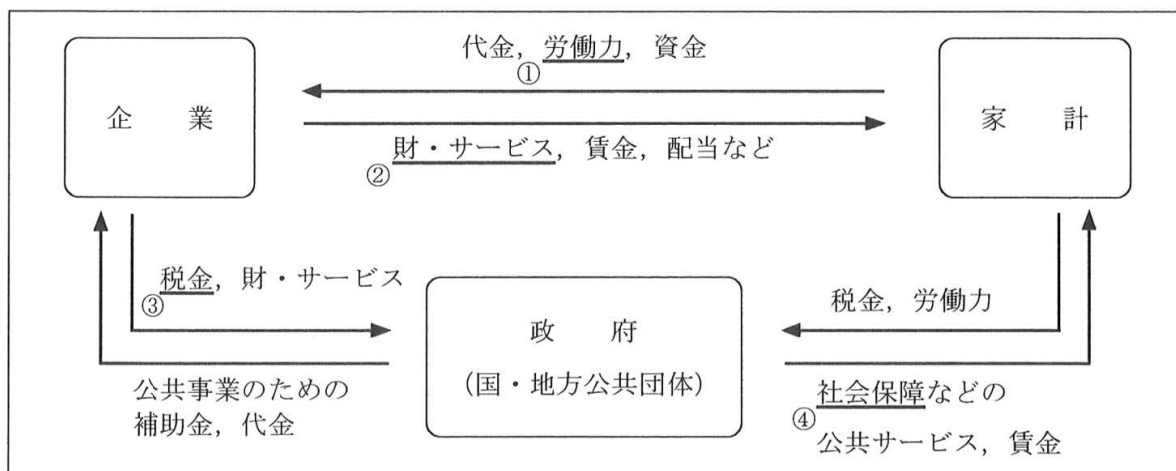 代金，労働力，資金
①
企　業
家　計
財・サービス，賃金，配当など
②
税金，財・サービス
③
税金，労働力
政　府
(国・地方公共団体)
公共事業のための
補助金，代金
社会保障などの
④
公共サービス，賃金